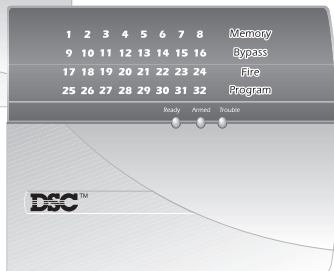 1 2 3 4 5 6 7 8 Memory
9 10 11 12 13 14 15 16 Bypass
17 18 19 20 21 22 23 24 Fire
25 26 27 28 29 30 31 32 Program
Ready Armed Trouble
DSC™